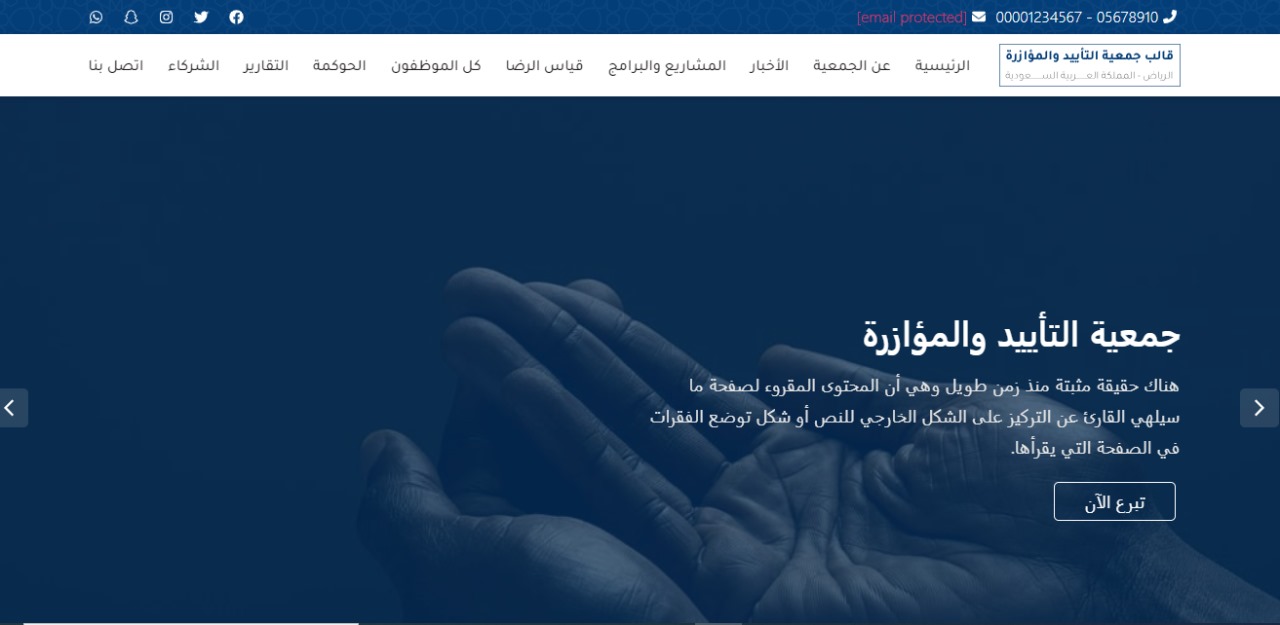 05678910 - 00001234567
[email protected]
قالب جمعية التأييد والمؤازرة
الرياض - المملكة العـــربية الســـــعودية
الرئيسية
عن الجمعية
الأخبار
المشاريع والبرامج
قياس الرضا
كل الموظفون
الحوكمة
التقارير
الشركاء
اتصل بنا
جمعية التأييد والمؤازرة
هناك حقيقة مثبتة منذ زمن طويل وهي أن المحتوى المقروء لصفحة ما
سيلهي القارئ عن التركيز على الشكل الخارجي للنص أو شكل توضع الفقرات
في الصفحة التي يقرأها.
تبرع الآن